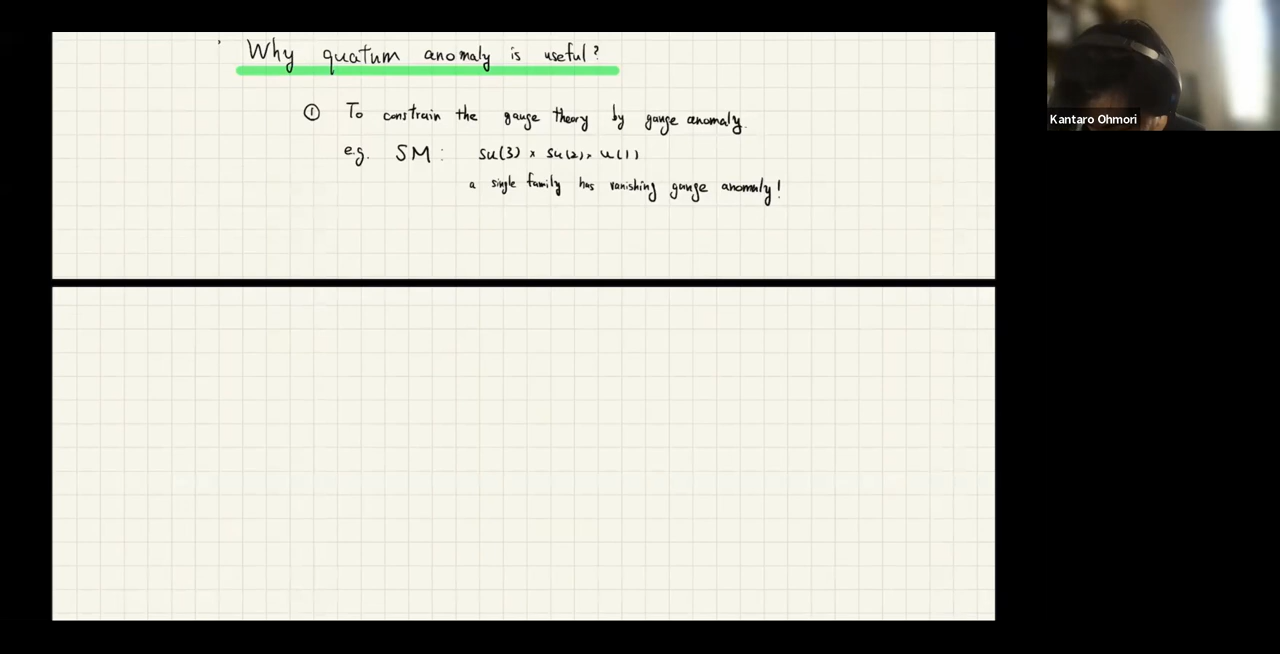 Why quatum anomaly is useful?
① To constrain the gauge theory by gauge anomaly.
e.g. SM: su(3) × su(2) × u(1)
a single family has vanishing gauge anomaly!
Kantaro Ohmori